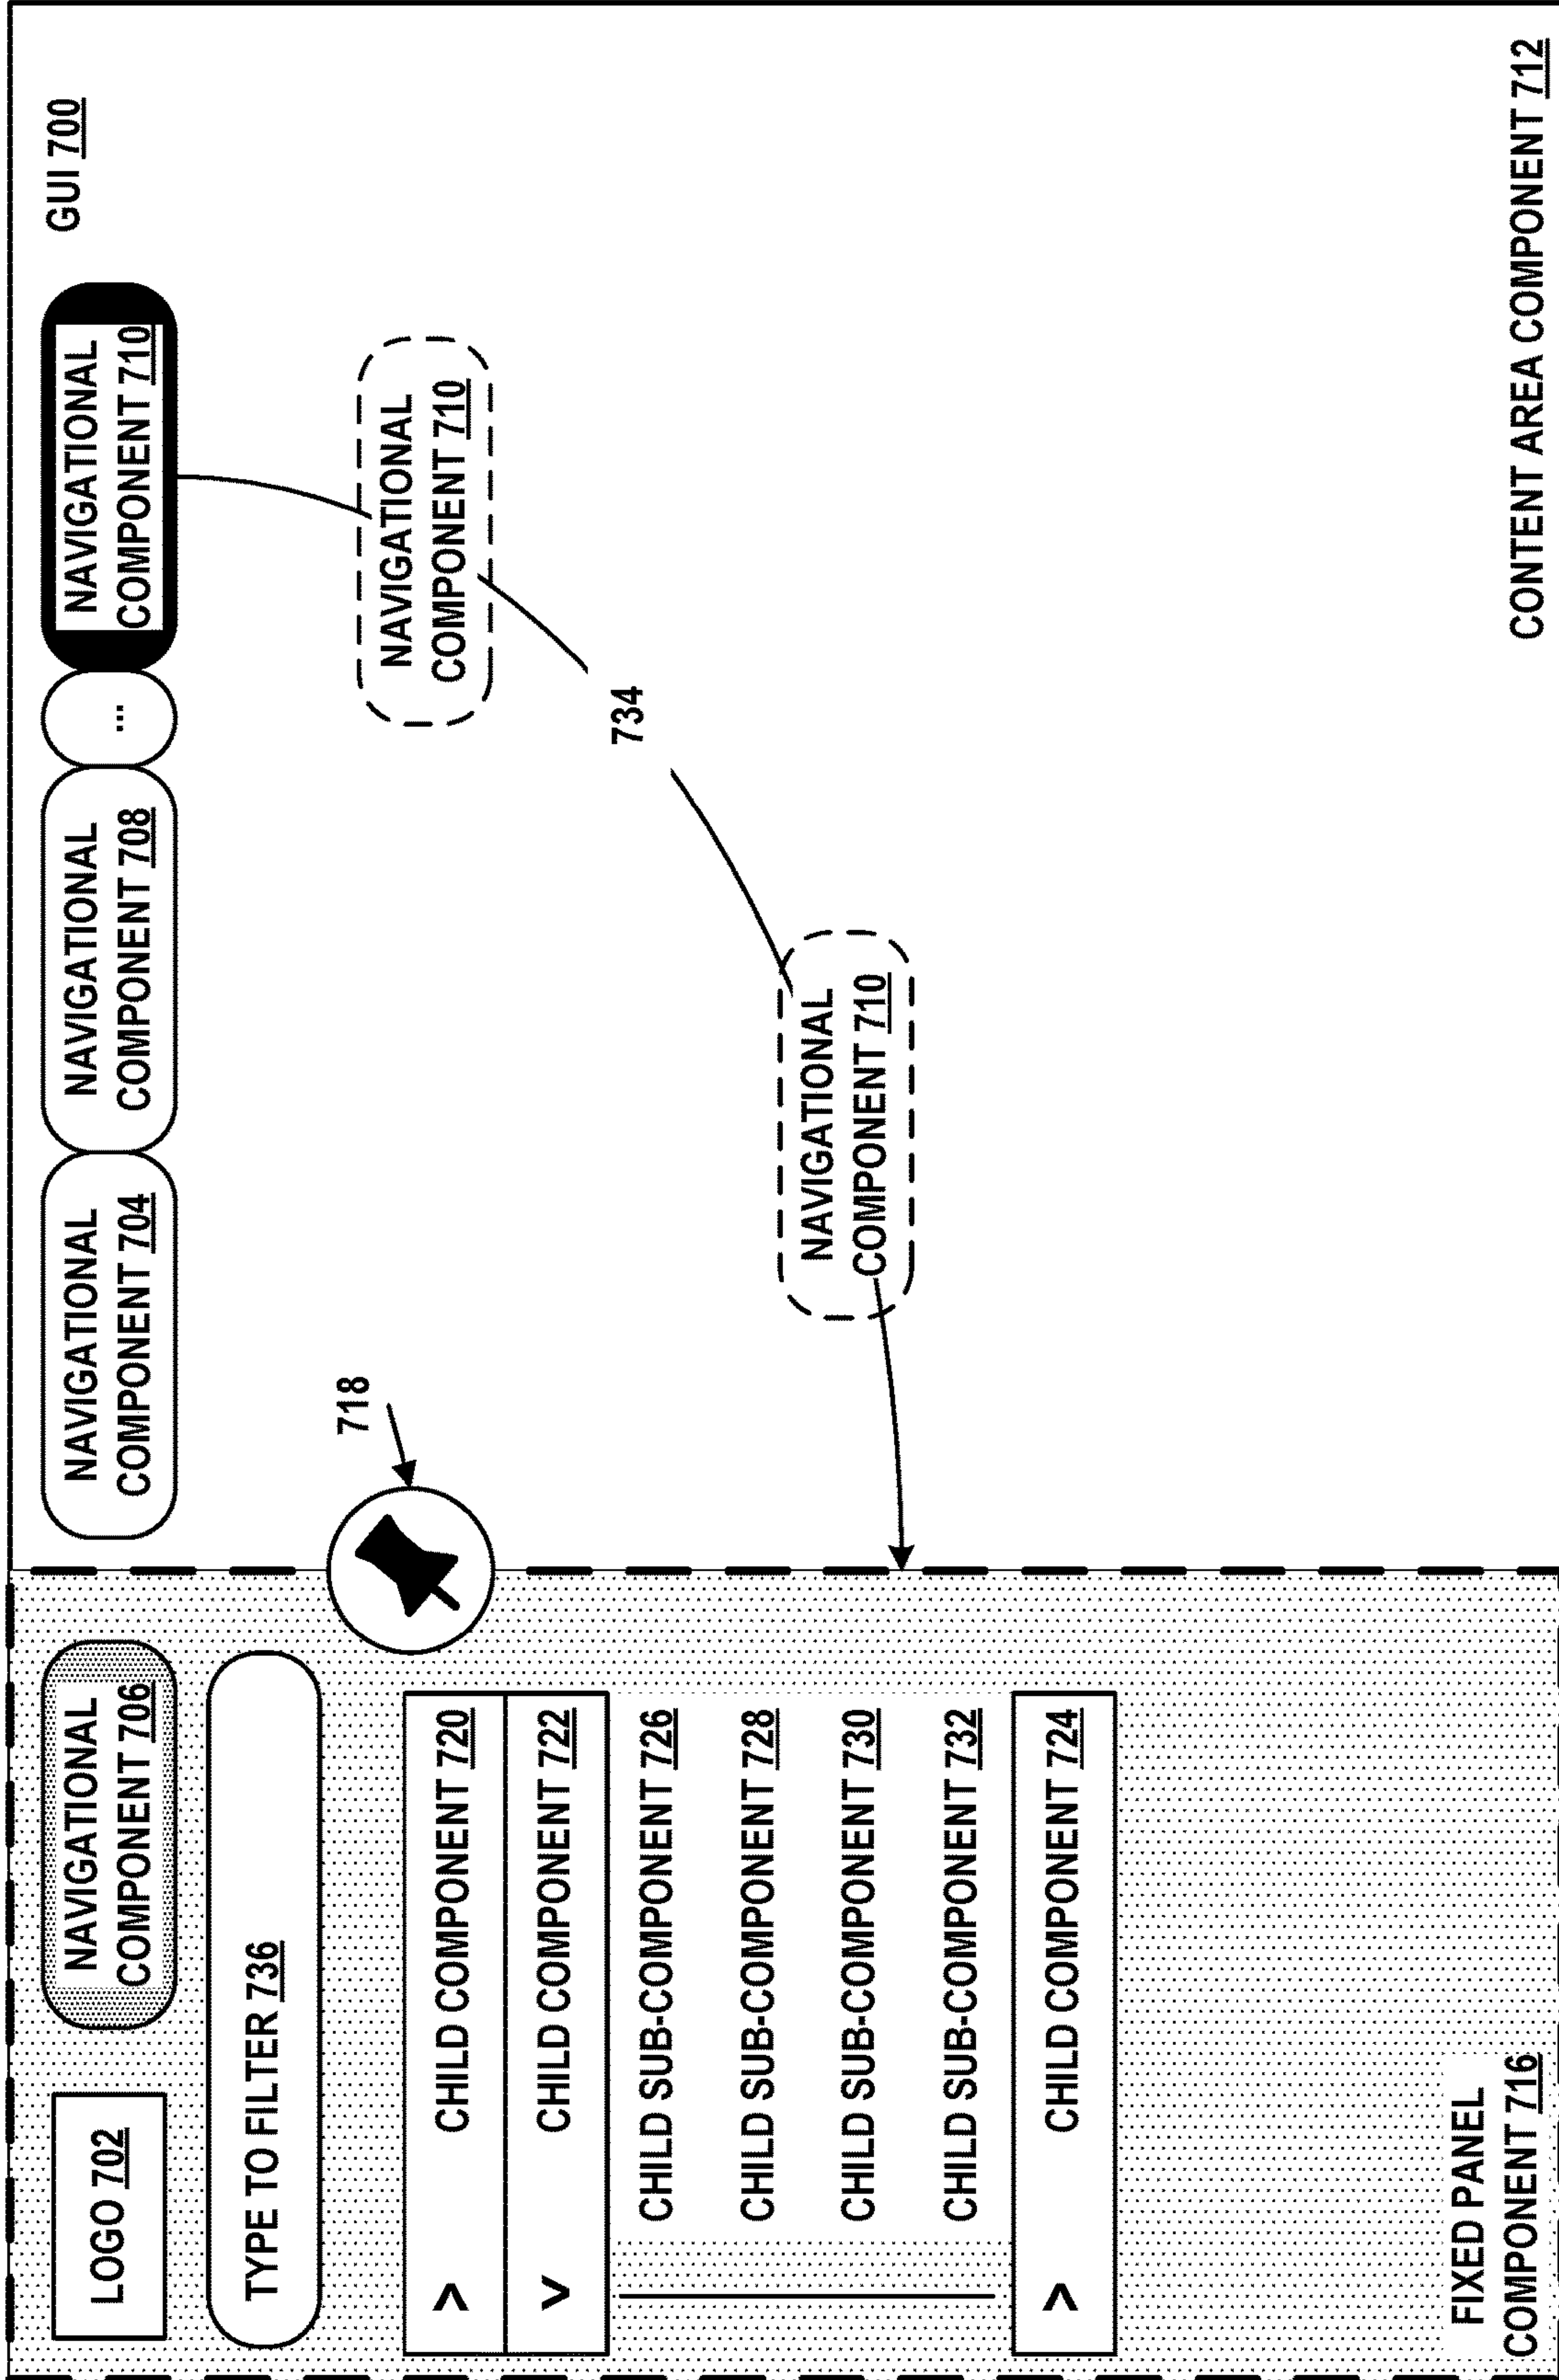 LOGO 702
NAVIGATIONAL
COMPONENT 706
NAVIGATIONAL
COMPONENT 704
NAVIGATIONAL
COMPONENT 708
...
NAVIGATIONAL
COMPONENT 710
GUI 700
TYPE TO FILTER 736
718
NAVIGATIONAL
COMPONENT 710
> CHILD COMPONENT 720
V CHILD COMPONENT 722
734
CHILD SUB-COMPONENT 726
CHILD SUB-COMPONENT 728
NAVIGATIONAL
COMPONENT 710
CHILD SUB-COMPONENT 730
CHILD SUB-COMPONENT 732
> CHILD COMPONENT 724
FIXED PANEL
COMPONENT 716
CONTENT AREA COMPONENT 712